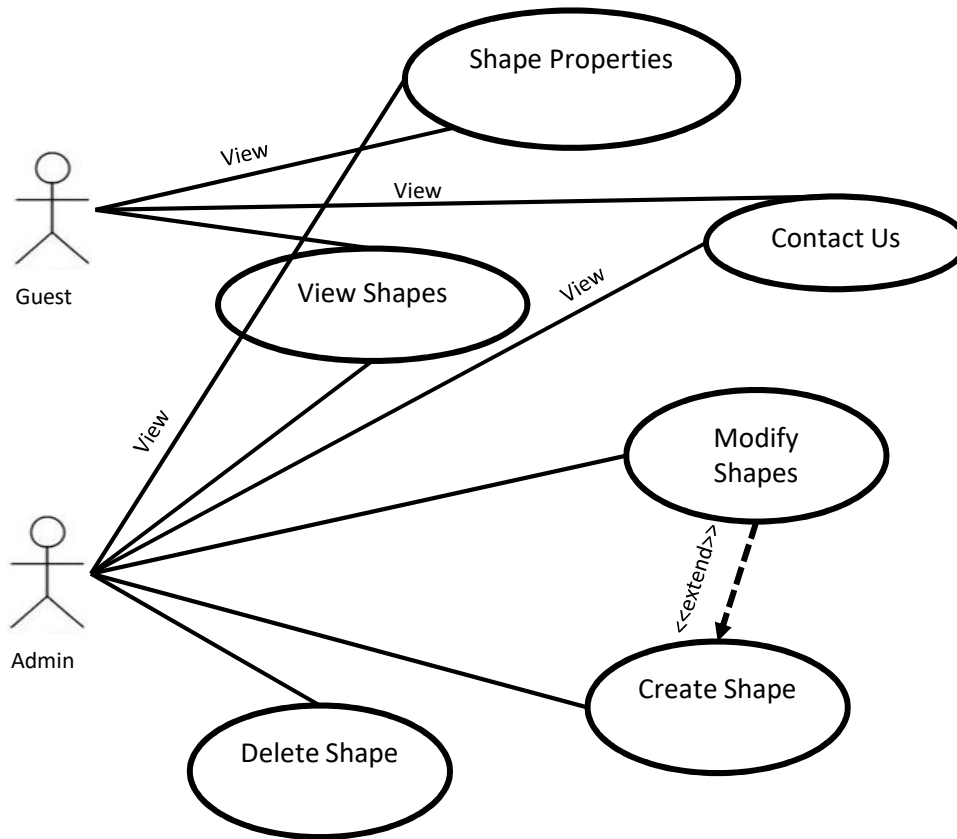 Shape Properties
View
View
Contact Us
Guest
View Shapes
View
View
Modify
Shapes
<<extend>>
Admin
Create Shape
Delete Shape